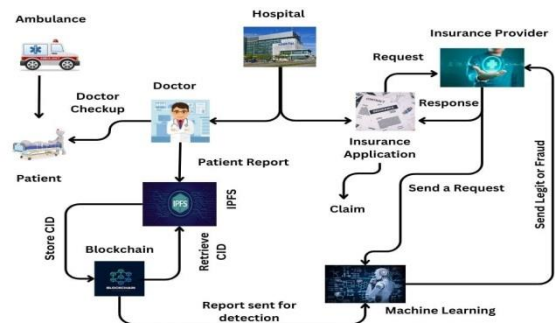 Hospital
Ambulance
Insurance Provider
Request
Doctor
Doctor
Checkup
Response
Insurance
Application
Patient Report
Patient
Claim
Send a Request
Send Legit or Fraud
IPFS
IPFS
Store CID
Retrieve
CID
Blockchain
BLOCKCHAIN
Report sent for
detection
Machine Learning